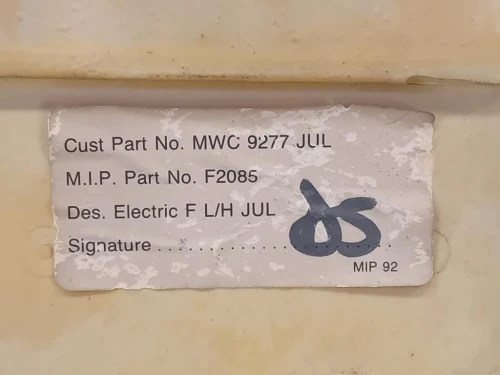 Cust Part No. MWC 9277 JUL
M.I.P. Part No. F2085
Des. Electric F L/H JUL
Signature ........................
MIP 92